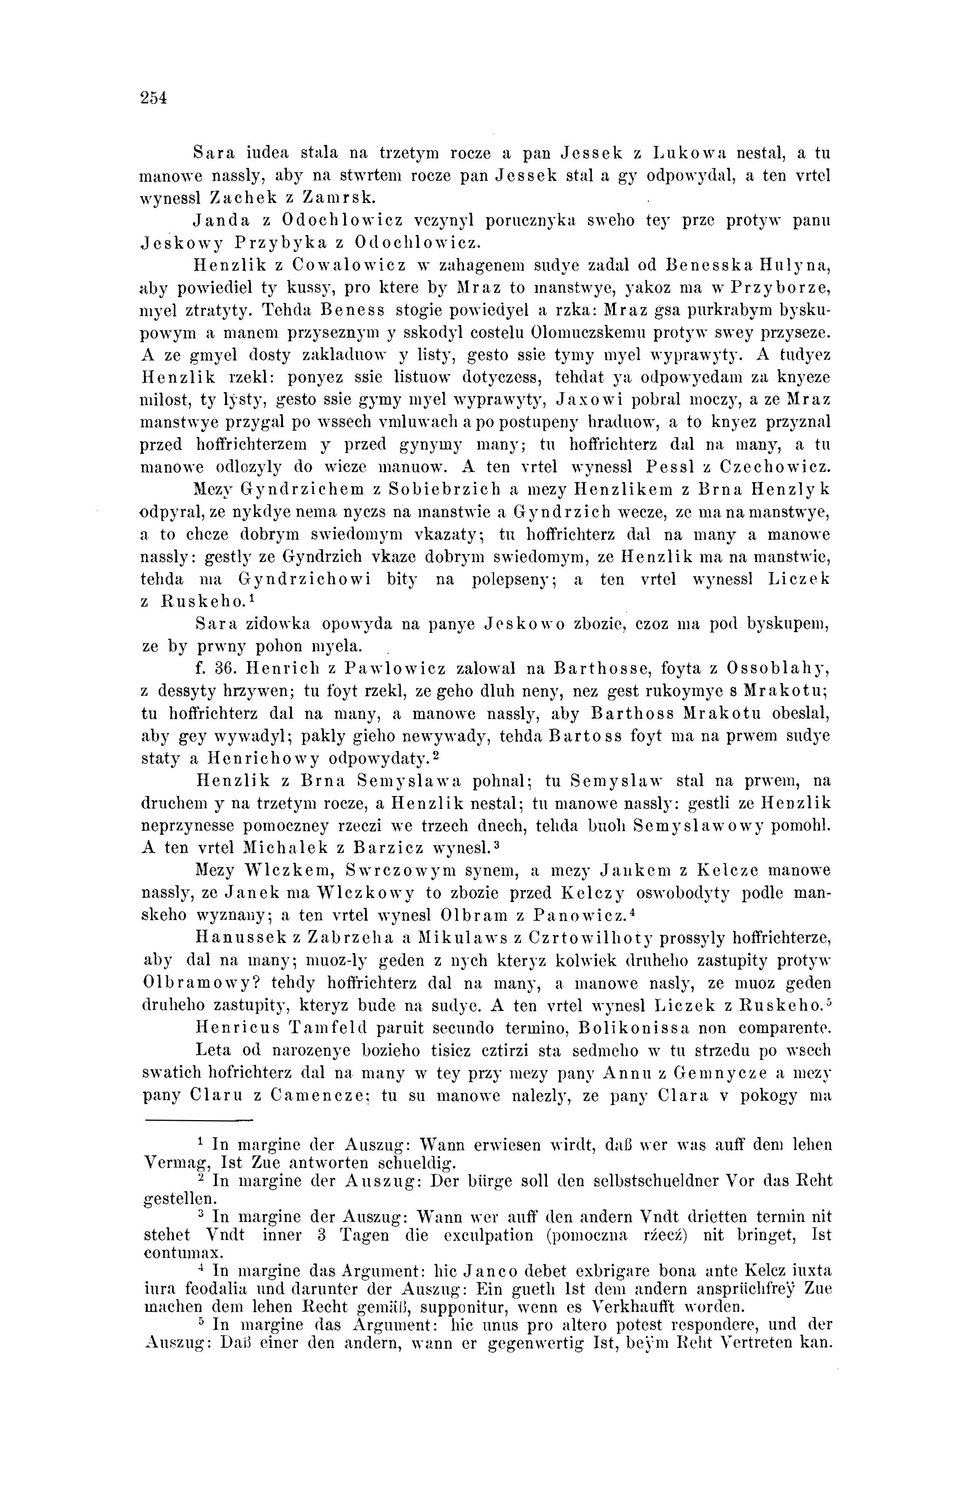 254
Sara iudea stala na trzetym rocze a pan Jessek z Lukowa nestal, a tu
manowe nassly, aby na stwrtem rocze pan Jessek stal a gy odpowydal, a ten vrtel
wynessl Zachek z Zamrsk.
Janda z Odochlowicz vczynyl porucznyka sweho tey prze protyw panu
Jeskowy Przybyka z Odochlowicz.
Henzlik z Cowalowicz w zahagenem sudye zadal od Benesska Hulyna,
aby powiediel ty kussy, pro ktere by Mraz to manstwye, yakoz ma w Przyborze,
myel ztratyty. Tehda Beness stogie powiedyel a rzka: Mraz gsa purkrabym bysku-
powym a manem przyseznym y sskodyl costelu Olomuczskemu protyw swey przyseze.
A ze gmyel dosty zakladuow y listy, gesto ssie tymy myel wyprawyty. A tudyez
Henzlik rzekl: ponyez ssie listuow dotyczess, tehdat ya odpowyedam za knyeze
milost, ty lysty, gesto ssie gymy myel wyprawyty, Jaxowi pobral moczy, a ze Mraz
manstwye przygal po wssech vmluwach a po postupeny hraduow, a to knyez przyznal
przed hoffrichterzem y przed gynymy many; tu hoffrichterz dal na many, a tu
manowe odlozyly do wicze manuow. A ten vrtel wynessl Pessl z Czechowicz.
Mezy Gyndrzichem z Sobiebrzich a mezy Henzlikem z Brna Henzlyk
odpyral, ze nykdye nema nyczs na manstwie a Gyndrzich wecze, ze ma na manstwye,
a to chcze dobrym swiedomym vkazaty; tu hoffrichterz dal na many a manowe
nassly: gestly ze Gyndrzich vkaze dobrym swiedomym, ze Henzlik ma na manstwie,
tehda ma Gyndrzichowi bity na polepseny; a ten vrtel wynessl Liczek
z Ruskeho.¹
Sara zidowka opowyda na panye Jeskowo zbozie, czoz ma pod byskupem,
ze by prwny pohon myela.
f. 36. Henrich z Pawlowicz zalowal na Barthosse, foyta z Ossoblahy,
z dessyty hrzywen; tu foyt rzekl, ze geho dluh neny, nez gest rukoymye s Mrakotu;
tu hoffrichterz dal na many, a manowe nassly, aby Barthoss Mrakotu obeslal,
aby gey wywadyl; pakly gieho newywady, tehda Bartoss foyt ma na prwem sudye
staty a Henrichowy odpowydaty.²
Henzlik z Brna Semyslawa pohnal; tu Semyslaw stal na prwem, na
druchem y na trzetym rocze, a Henzlik nestal; tu manowe nassly: gestli ze Henzlik
neprzynesse pomoczney rzeczi we trzech dnech, tehda buoh Semyslawowy pomohl.
A ten vrtel Michalek z Barzicz wynesl.³
Mezy Wlczkem, Swrczowym synem, a mezy Jankem z Kelcze manowe
nassly, ze Janek ma Wlczkowy to zbozie przed Kelczy oswobodyty podle man-
skeho wyznany; a ten vrtel wynesl Olbram z Panowicz.⁴
Hanussek z Zabrzeha a Mikulaws z Czrtowilhoty prossyly hoffrichterze,
aby dal na many; muoz-ly geden z nych kteryz kolwiek druheho zastupity protyw
Olbramowy? tehdy hoffrichterz dal na many, a manowe nasly, ze muoz geden
druheho zastupity, kteryz bude na sudye. A ten vrtel wynesl Liczek z Ruskeho.⁵
Henricus Tamfeld paruit secundo termino, Bolikonissa non comparente.
Leta od narozenye bozieho tisicz cztirzi sta sedmeho w tu strzedu po wsech
swatich hofrichterz dal na many w tey przy mezy pany Annu z Gemnycze a mezy
pany Claru z Camencze; tu su manowe nalezly, ze pany Clara v pokogy ma
¹ In margine der Auszug: Wann erwiesen wirdt, daß wer was auff dem lehen
Vermag, Ist Zue antworten schueldig.
² In margine der Auszug: Der bürge soll den selbstschueldner Vor das Reht
gestellen.
³ In margine der Auszug: Wann wer auff den andern Vndt drietten termin nit
stehet Vndt inner 3 Tagen die exculpation (pomoczna rźecź) nit bringet, Ist
contumax.
⁴ In margine das Argument: hic Janco debet exbrigare bona ante Kelcz iuxta
iura feodalia und darunter der Auszug: Ein gueth Ist dem andern ansprüchfreÿ Zue
machen dem lehen Recht gemäß, supponitur, wenn es Verkhaufft worden.
⁵ In margine das Argument: hic unus pro altero potest respondere, und der
Auszug: Daß einer den andern, wann er gegenwertig Ist, beÿm Reht Vertreten kan.